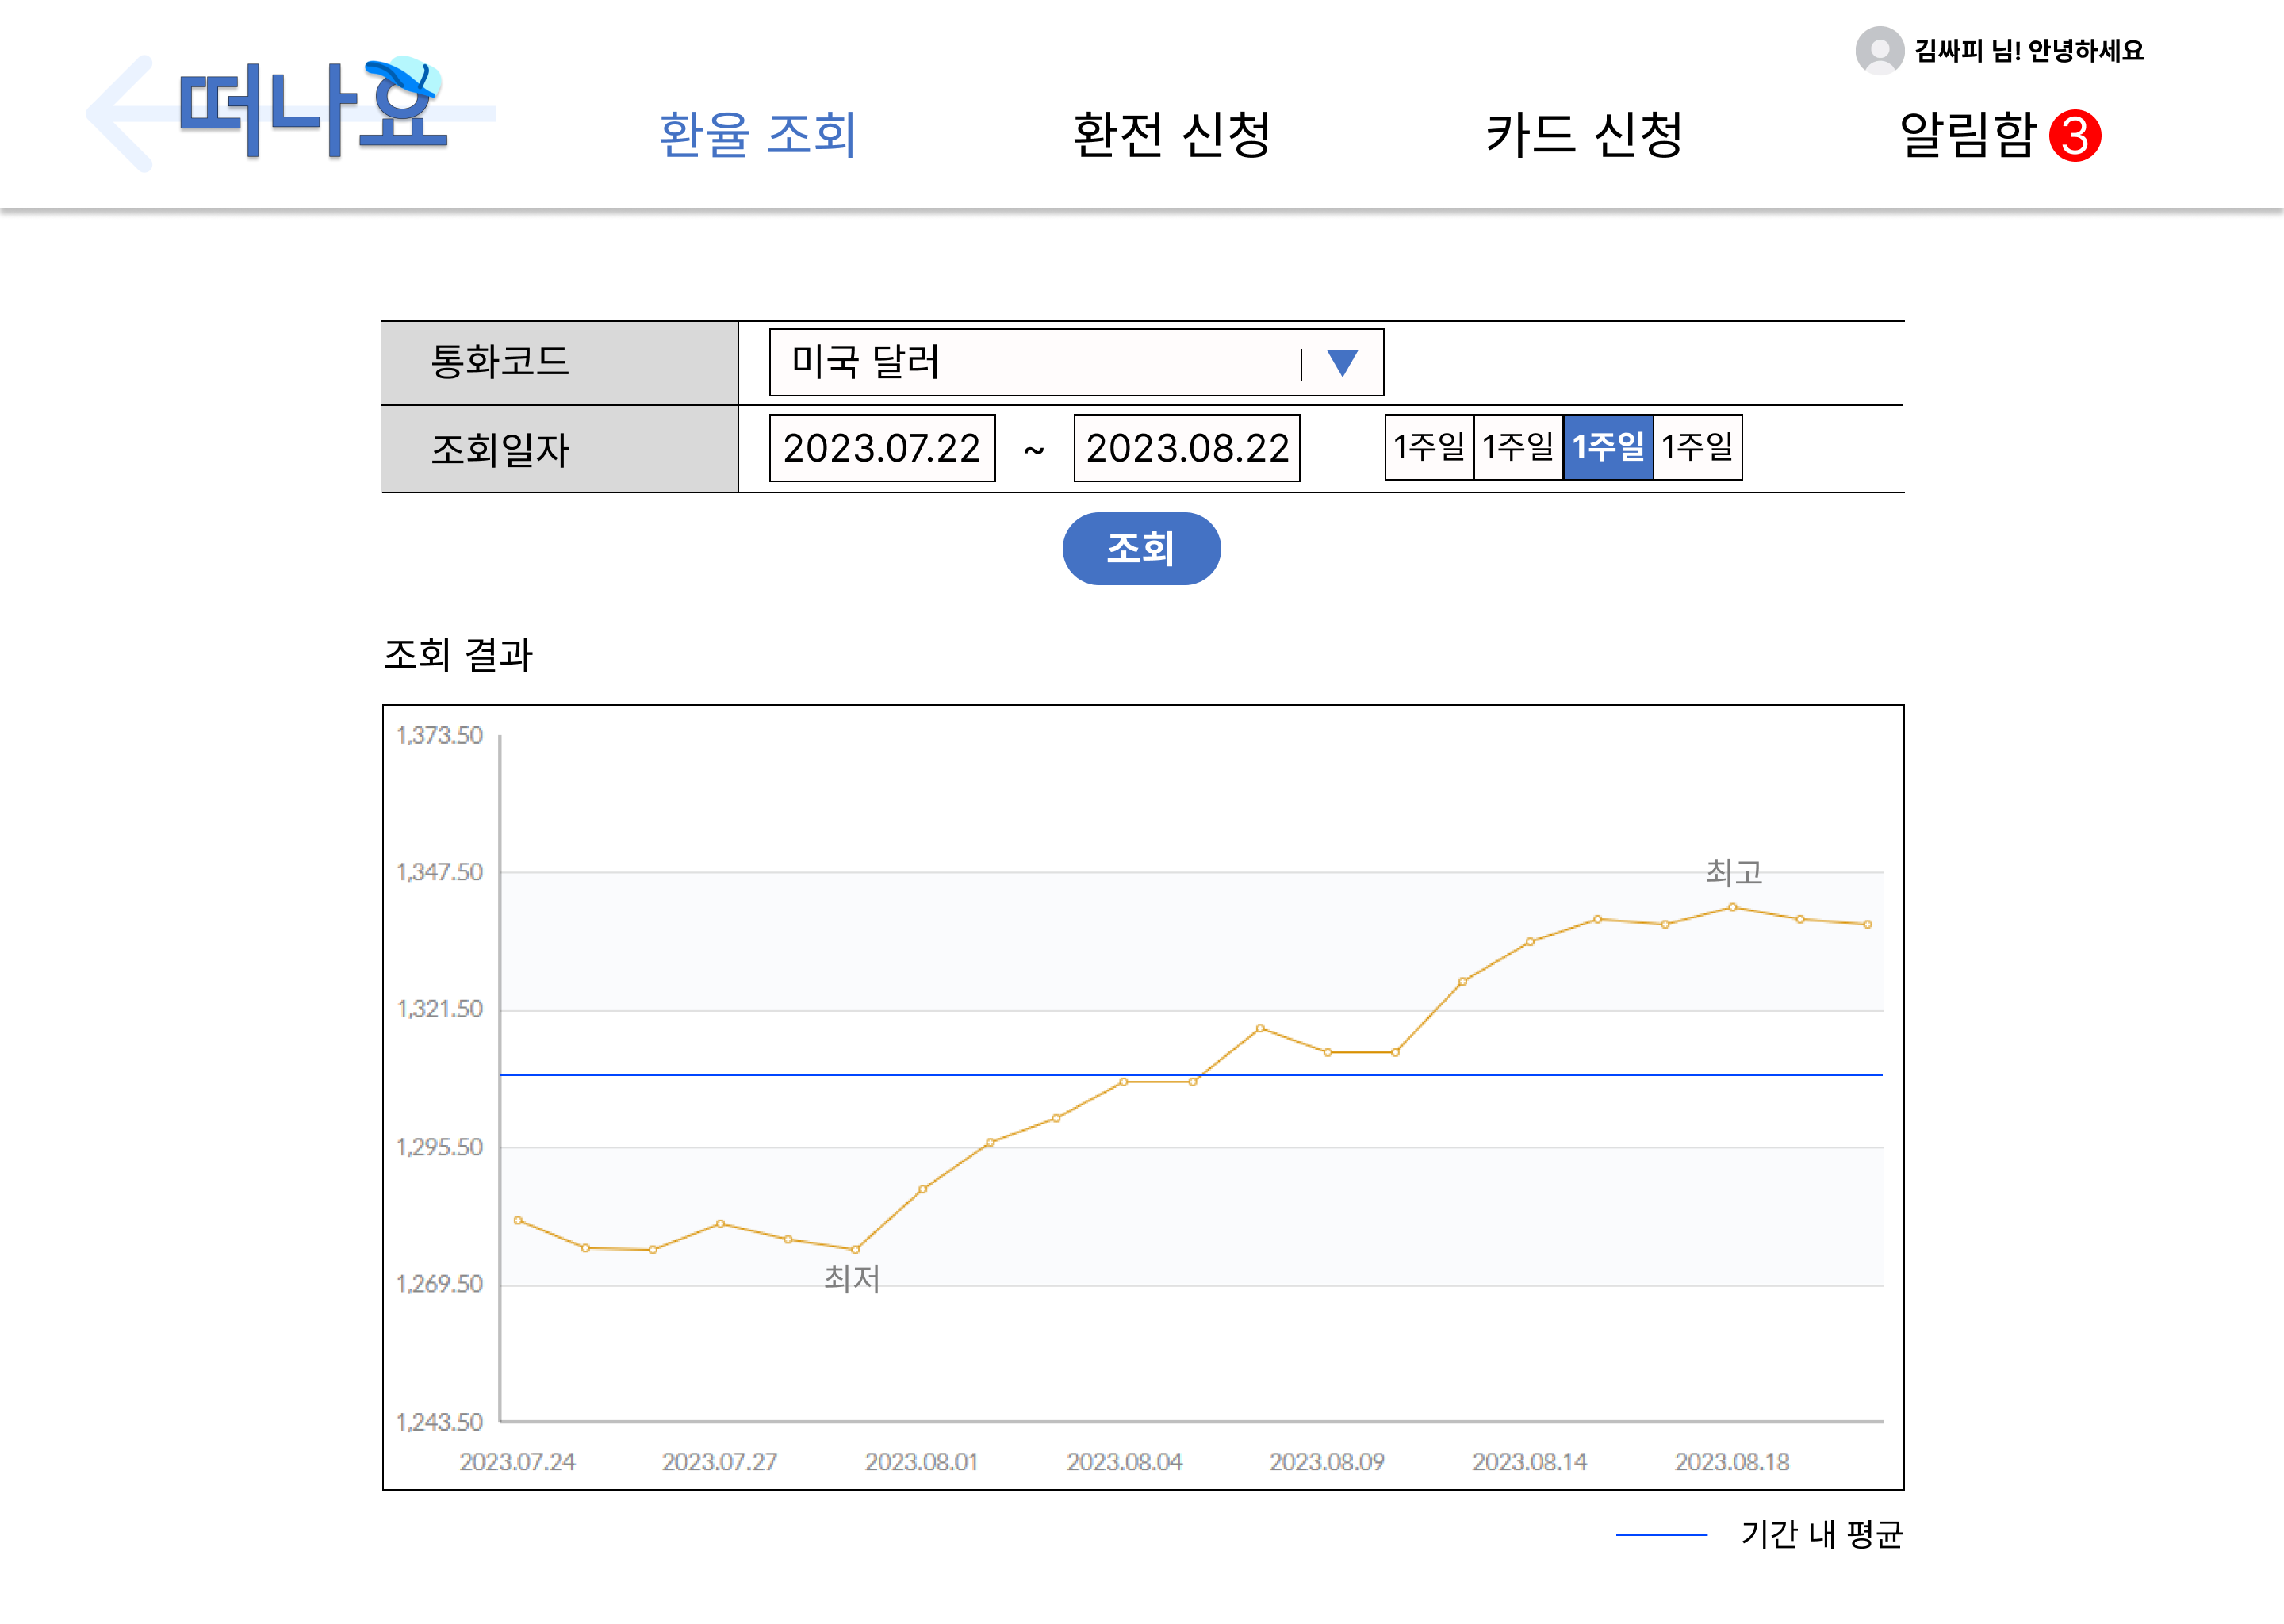 김싸피 님! 안녕하세요
떠나요
환율 조회
환전 신청
카드 신청
알림함 3
통화코드
미국 달러
조회일자
2023.07.22 ~ 2023.08.22
1주일 1주일 1주일 1주일
조회
조회 결과
1,373.50
1,347.50
최고
1,321.50
1,295.50
1,269.50
최저
1,243.50
2023.07.24 2023.07.27 2023.08.01 2023.08.04 2023.08.09 2023.08.14 2023.08.18
기간 내 평균